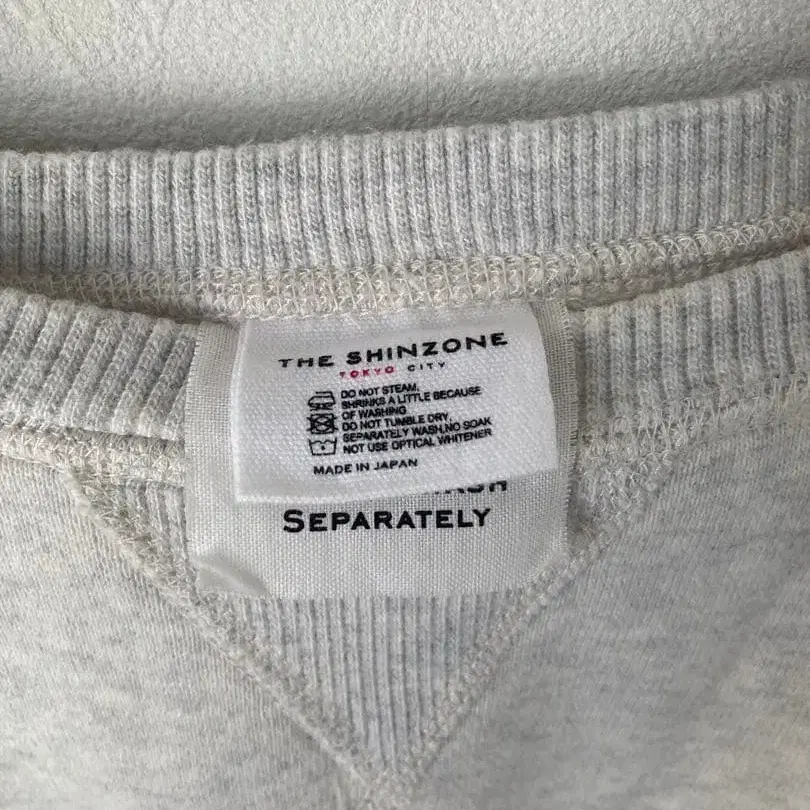 THE SHINZONE
TOKYO CITY
DO NOT STEAM.
SHRINKS A LITTLE BECAUSE
OF WASHING
DO NOT TUMBLE DRY.
SEPARATELY WASH,NO SOAK
NOT USE OPTICAL WHITENER
MADE IN JAPAN
SEPARATELY